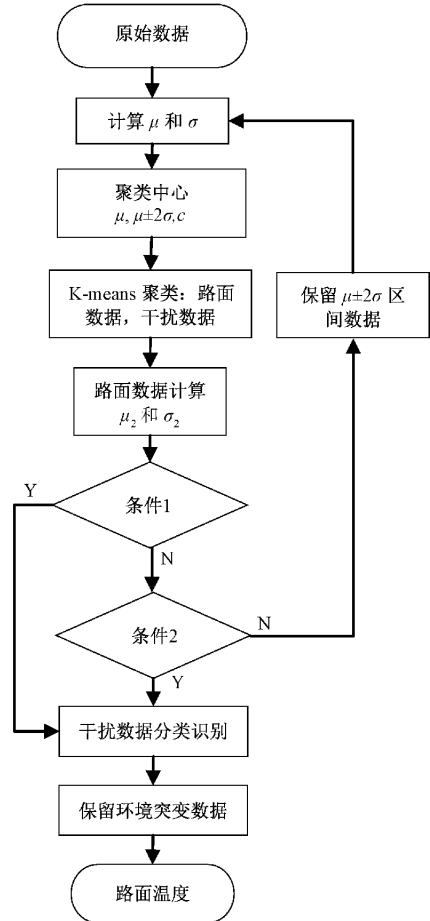 原始数据
计算 μ 和 σ
聚类中心
μ, μ±2σ,c
K-means 聚类：路面
数据，干扰数据
保留 μ±2σ 区
间数据
路面数据计算
μ₂ 和 σ₂
Y
条件1
N
条件2
N
Y
干扰数据分类识别
保留环境突变数据
路面温度